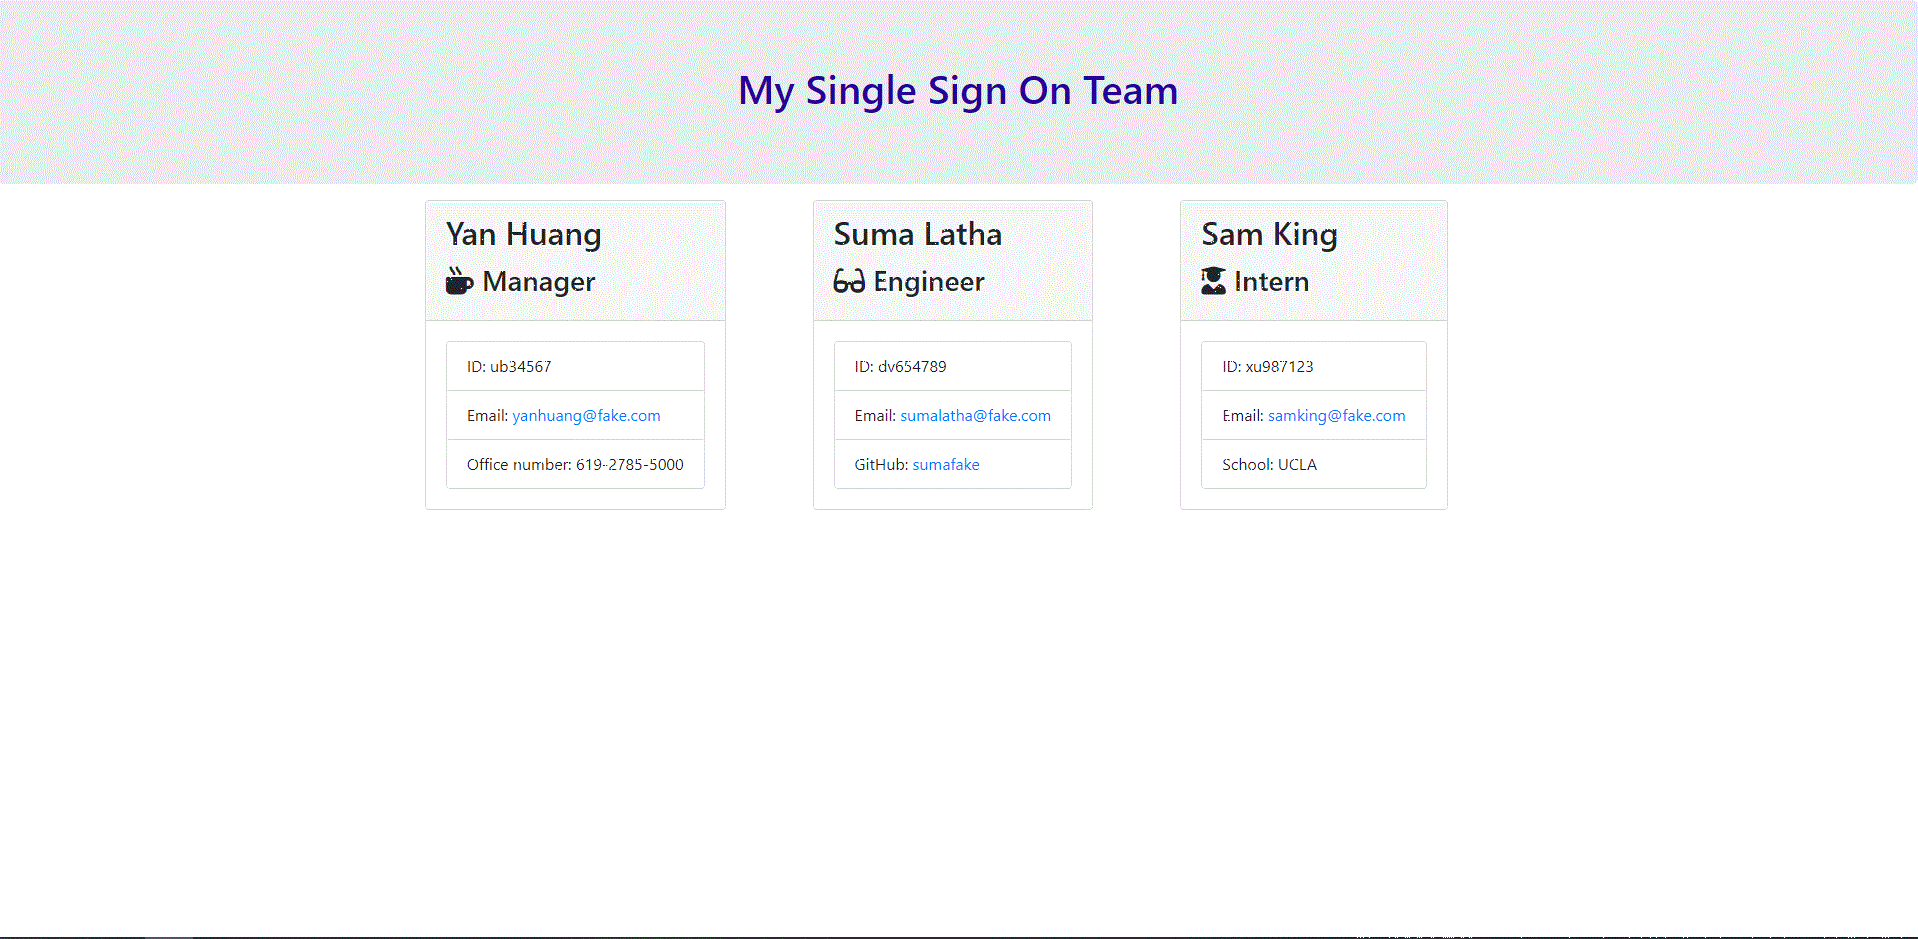 My Single Sign On Team
Yan Huang
Manager
ID: ub34567
Email: yanhuang@fake.com
Office number: 619-2785-5000
Suma Latha
Engineer
ID: dv654789
Email: sumalatha@fake.com
GitHub: sumafake
Sam King
Intern
ID: xu987123
Email: samking@fake.com
School: UCLA